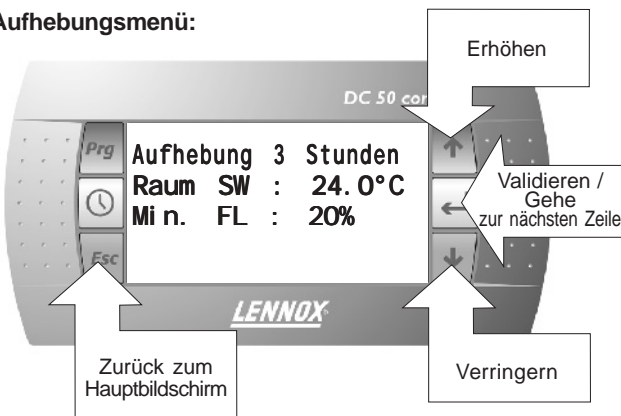 Aufhebungsmenü:
Erhöhen
DC 50 com
Prg
Aufhebung 3 Stunden
Raum SW : 24.0°C
Min. FL : 20%
Validieren /
Gehe
zur nächsten Zeile
Esc
LENNOX
Zurück zum
Hauptbildschirm
Verringern